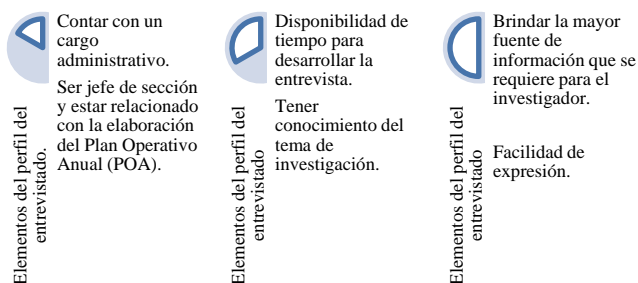 Contar con un
cargo
administrativo.
Ser jefe de sección
y estar relacionado
con la elaboración
del Plan Operativo
Anual (POA).
Elementos del perfil del
entrevistado.
Disponibilidad de
tiempo para
desarrollar la
entrevista.
Tener
conocimiento del
tema de
investigación.
Elementos del perfil del
entrevistado
Brindar la mayor
fuente de
información que se
requiere para el
investigador.
Facilidad de
expresión.
Elementos del perfil del
entrevistado